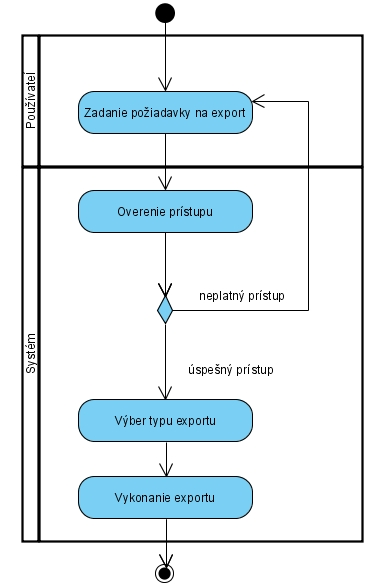 Používateľ
Zadanie požiadavky na export
Systém
Overenie prístupu
neplatný prístup
úspešný prístup
Výber typu exportu
Vykonanie exportu